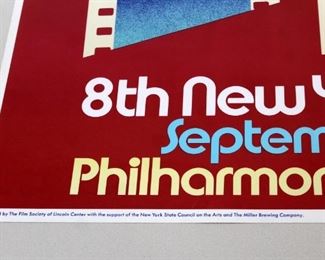 8th New
Septem
Philharmon
by The Film Society of Lincoln Center with the support of the New York State Council on the Arts and The Miller Brewing Company.